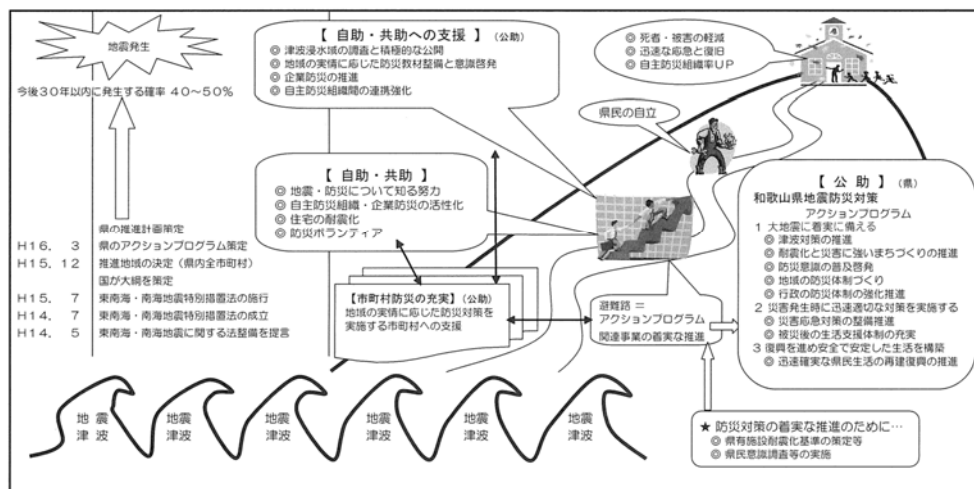 地震発生
今後30年以内に発生する確率 40~50%
県の推進計画策定
H16. 3 県のアクションプログラム策定
H15. 12 推進地域の決定(県内全市町村)
国が大綱を策定
H15. 7 東南海・南海地震特別措置法の施行
H14. 7 東南海・南海地震特別措置法の成立
H14. 5 東南海・南海地震に関する法整備を提言
【 自助・共助への支援 】(公助)
◎ 津波浸水域の調査と積極的な公開
◎ 地域の実情に応じた防災教材整備と意識啓発
◎ 企業防災の推進
◎ 自主防災組織間の連携強化
【 自助・共助 】
◎ 地震・防災について知る努力
◎ 自主防災組織・企業防災の活性化
◎ 住宅の耐震化
◎ 防災ボランティア
【市町村防災の充実】(公助)
地域の実情に応じた防災対策を
実施する市町村への支援
◎ 死者・被害の軽減
◎ 迅速な応急と復旧
◎ 自主防災組織率UP
県民の自立
避難路 =
アクションプログラム
関連事業の着実な推進
【 公助 】(県)
和歌山県地震防災対策
アクションプログラム
1 大地震に着実に備える
◎ 津波対策の推進
◎ 耐震化と災害に強いまちづくりの推進
◎ 防災意識の普及啓発
◎ 地域の防災体制づくり
◎ 行政の防災体制の強化推進
2 災害発生時に迅速適切な対策を実施する
◎ 災害応急対策の整備推進
◎ 被災後の生活支援体制の充実
3 復興を進め安全で安定した生活を構築
◎ 迅速確実な県民生活の再建復興の推進
★ 防災対策の着実な推進のために…
◎ 県有施設耐震化基準の策定等
◎ 県民意識調査等の実施
地震 地震 地震 地震 地震 地震
津波 津波 津波 津波 津波 津波